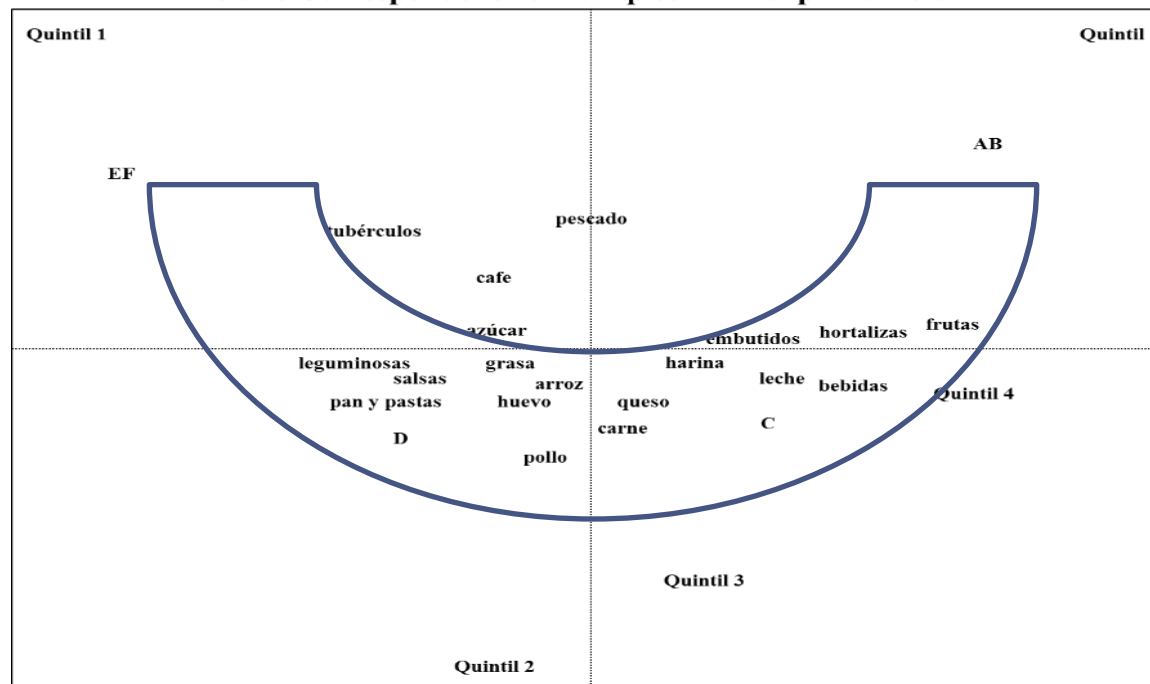 Quintil 1
Quintil
AB
EF
pescado
tubérculos
cafe
azúcar
frutas
hortalizas
embutidos
leguminosas
grasa
harina
salsas
arroz
leche
bebidas
pan y pastas
huevo
queso
Quintil 4
D
carne
C
pollo
Quintil 3
Quintil 2